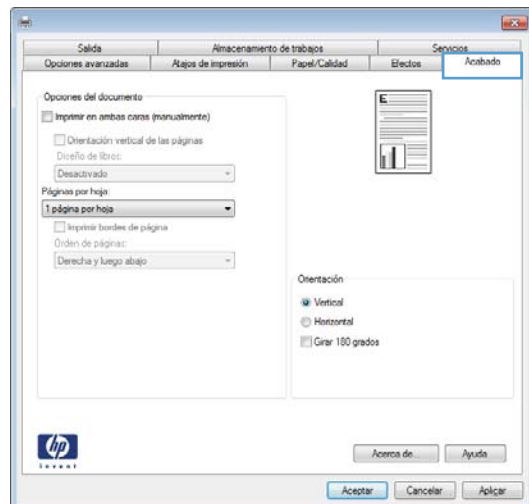 Salida Almacenamiento de trabajos Servicios
Opciones avanzadas Atajos de impresión Papel/Calidad Efectos Acabado
Opciones del documento
Imprimir en ambas caras (manualmente)
Orientación vertical de las páginas
Diseño de libros:
Desactivado
Páginas por hoja:
1 página por hoja
Imprimir bordes de página
Orden de páginas:
Derecha y luego abajo
E
Orientación
Vertical
Horizontal
Girar 180 grados
hp
invent
Acerca de... Ayuda
Aceptar Cancelar Aplicar